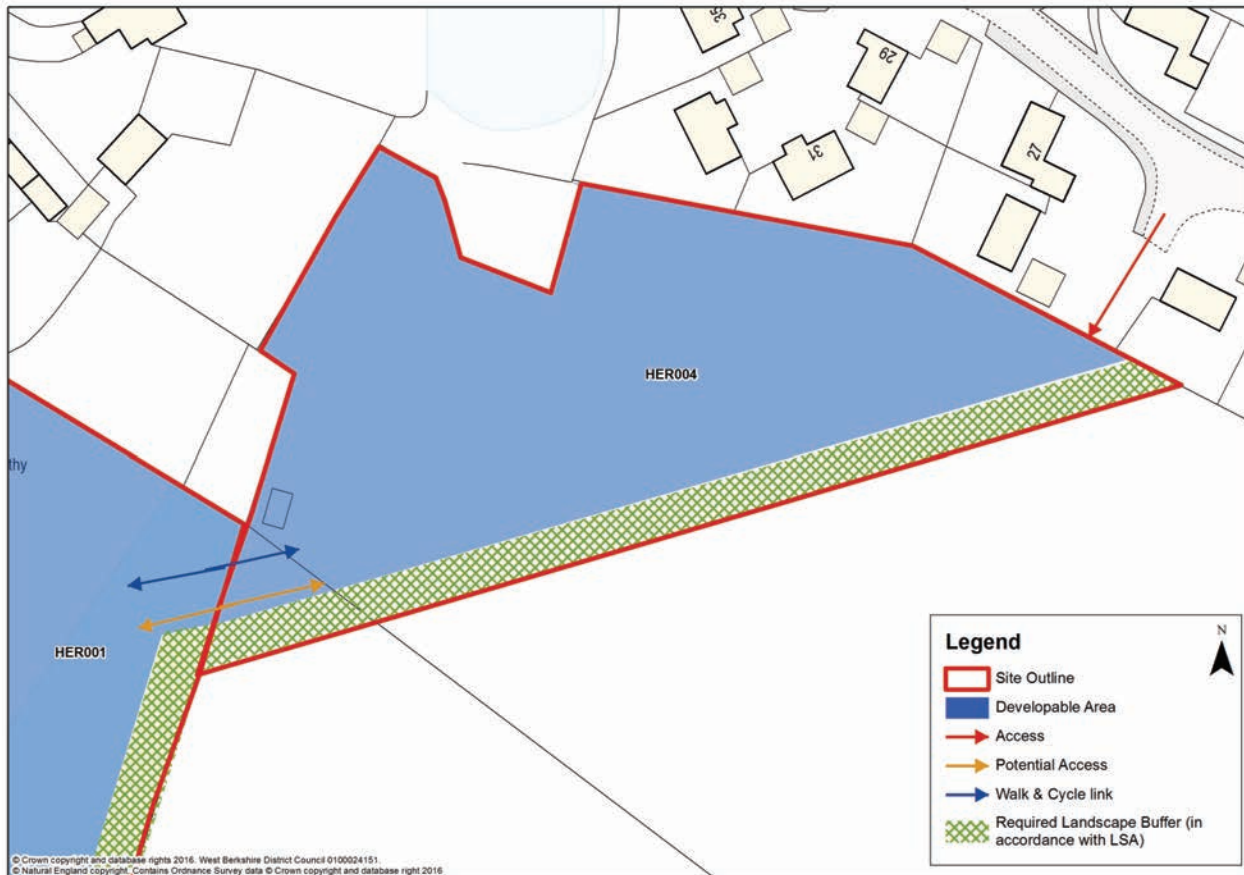 35
29
31
27
HER004
thy
HER001
Legend
N
Site Outline
Developable Area
Access
Potential Access
Walk & Cycle link
Required Landscape Buffer (in
accordance with LSA)
© Crown copyright and database rights 2016. West Berkshire District Council 0100024151.
© Natural England copyright. Contains Ordnance Survey data © Crown copyright and database right 2016